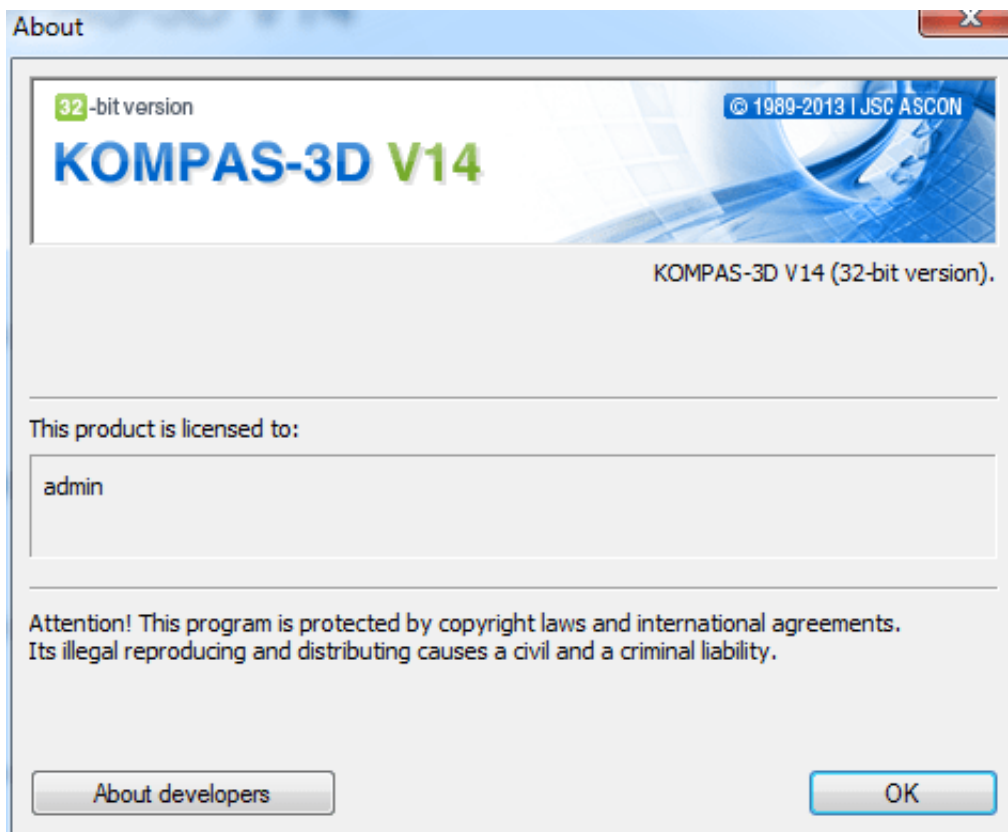 About
32-bit version
© 1989-2013 | JSC ASCON
KOMPAS-3D V14
KOMPAS-3D V14 (32-bit version).
This product is licensed to:
admin
Attention! This program is protected by copyright laws and international agreements.
Its illegal reproducing and distributing causes a civil and a criminal liability.
About developers
OK